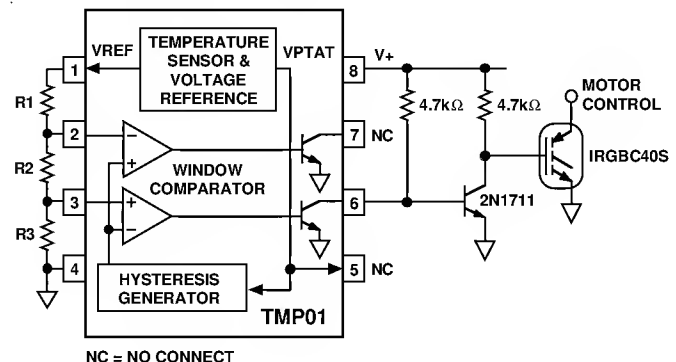 TEMPERATURE
SENSOR &
VOLTAGE
REFERENCE
VREF
VPTAT
1
8
V+
R1
4.7kΩ
4.7kΩ
MOTOR
CONTROL
2
−
+
7
NC
IRGBC40S
R2
WINDOW
COMPARATOR
3
+
−
6
2N1711
R3
4
HYSTERESIS
GENERATOR
5
NC
TMP01
NC = NO CONNECT